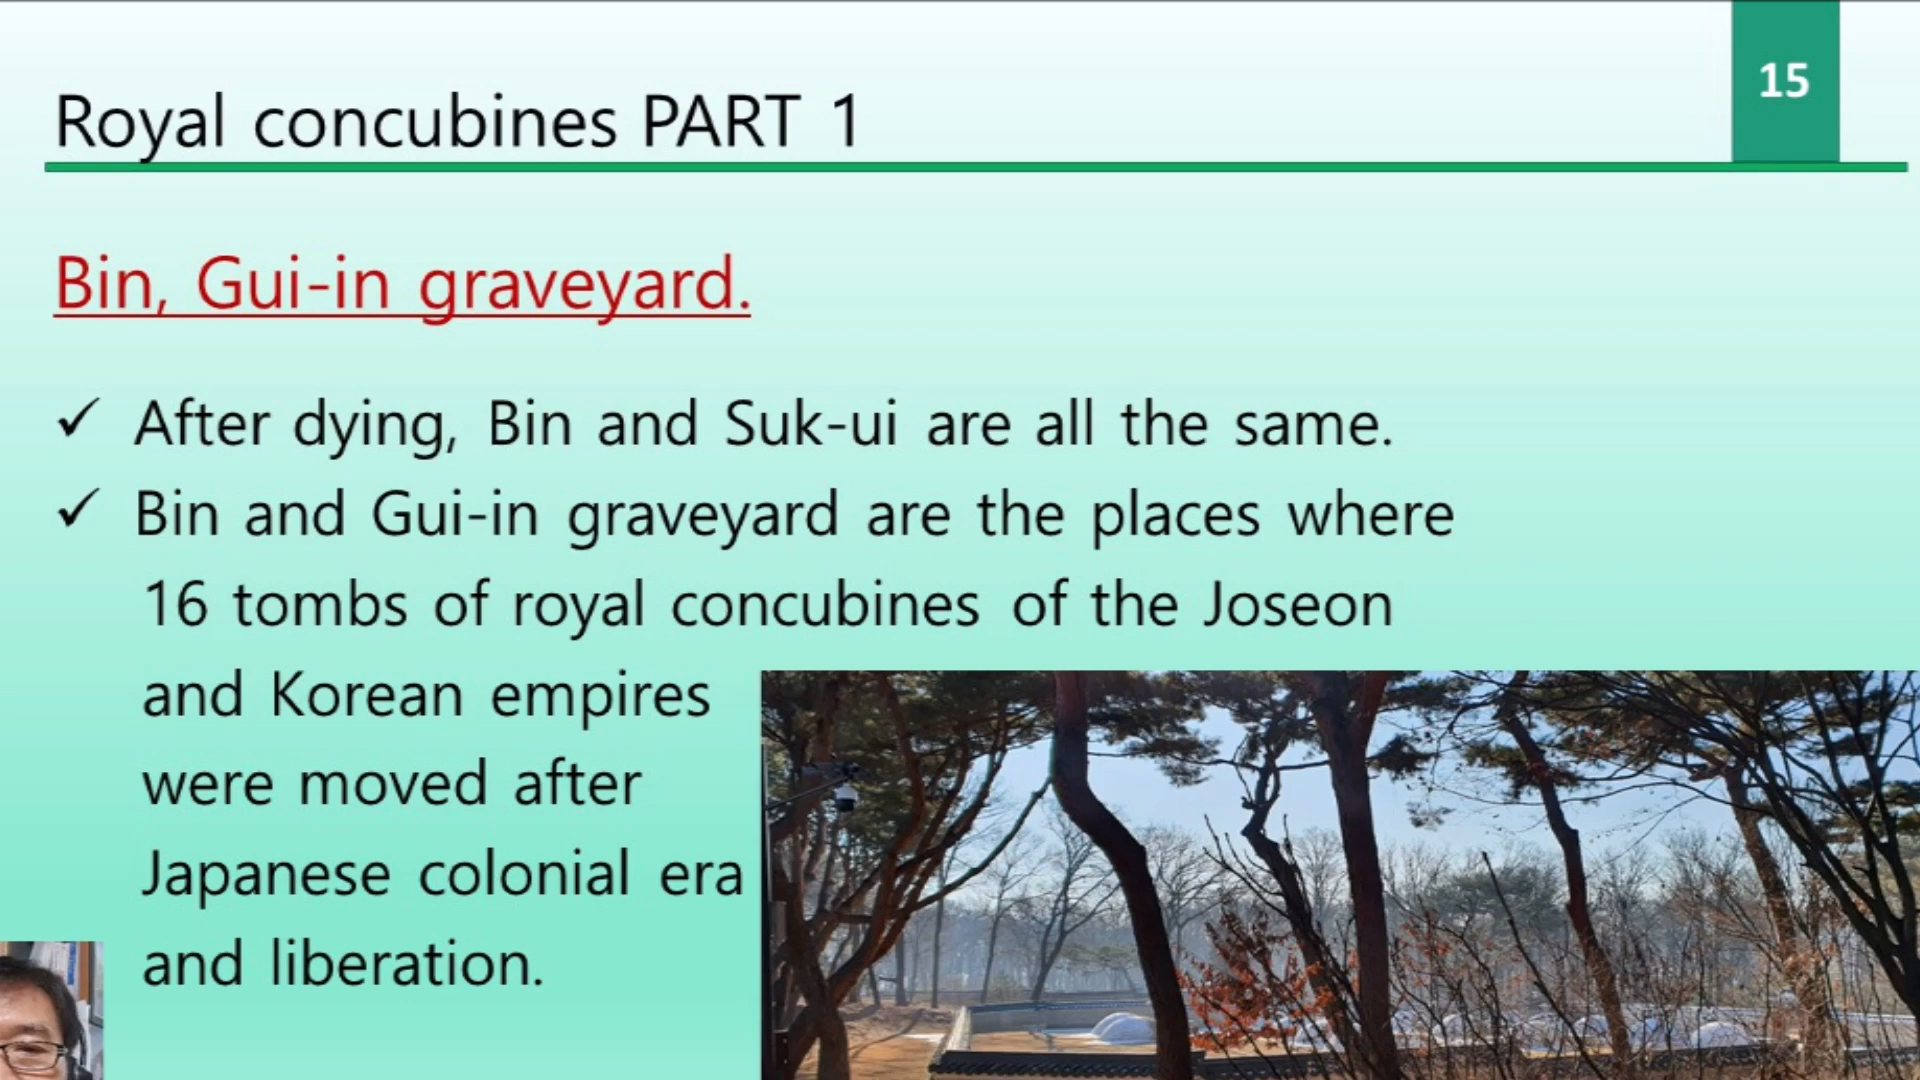 15
Royal concubines PART 1
Bin, Gui-in graveyard.
✓ After dying, Bin and Suk-ui are all the same.
✓ Bin and Gui-in graveyard are the places where
16 tombs of royal concubines of the Joseon
and Korean empires
were moved after
Japanese colonial era
and liberation.